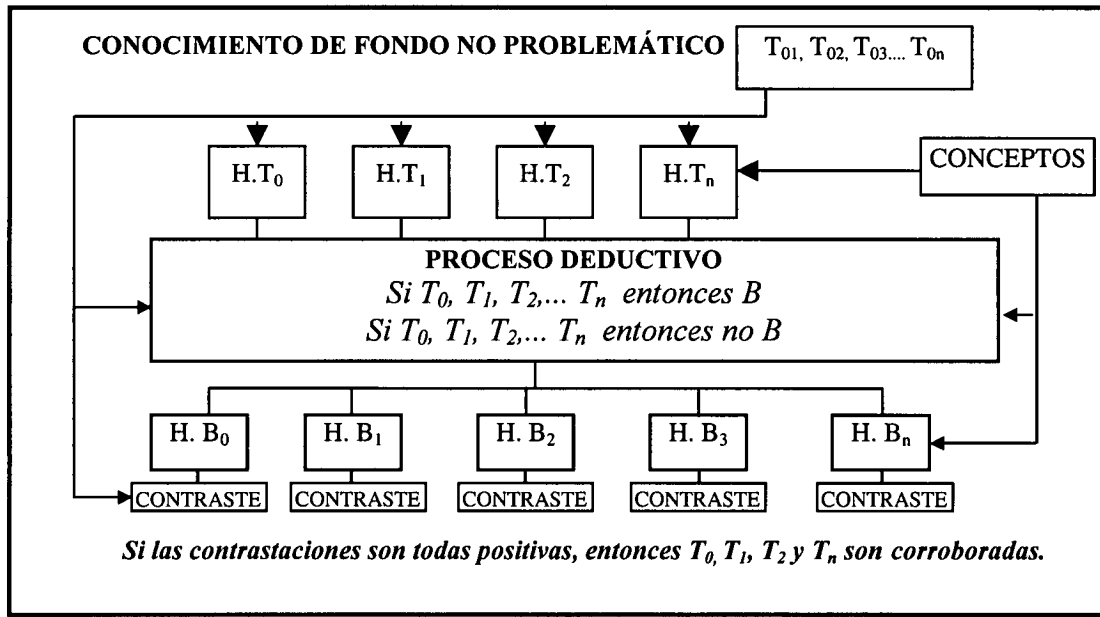 CONOCIMIENTO DE FONDO NO PROBLEMÁTICO
T01, T02, T03.... T0n
H.T0 H.T1 H.T2 H.Tn
CONCEPTOS
PROCESO DEDUCTIVO
Si T0, T1, T2,... Tn entonces B
Si T0, T1, T2,... Tn entonces no B
H. B0 H. B1 H. B2 H. B3 H. Bn
CONTRASTE CONTRASTE CONTRASTE CONTRASTE CONTRASTE
Si las contrastaciones son todas positivas, entonces T0, T1, T2 y Tn son corroboradas.